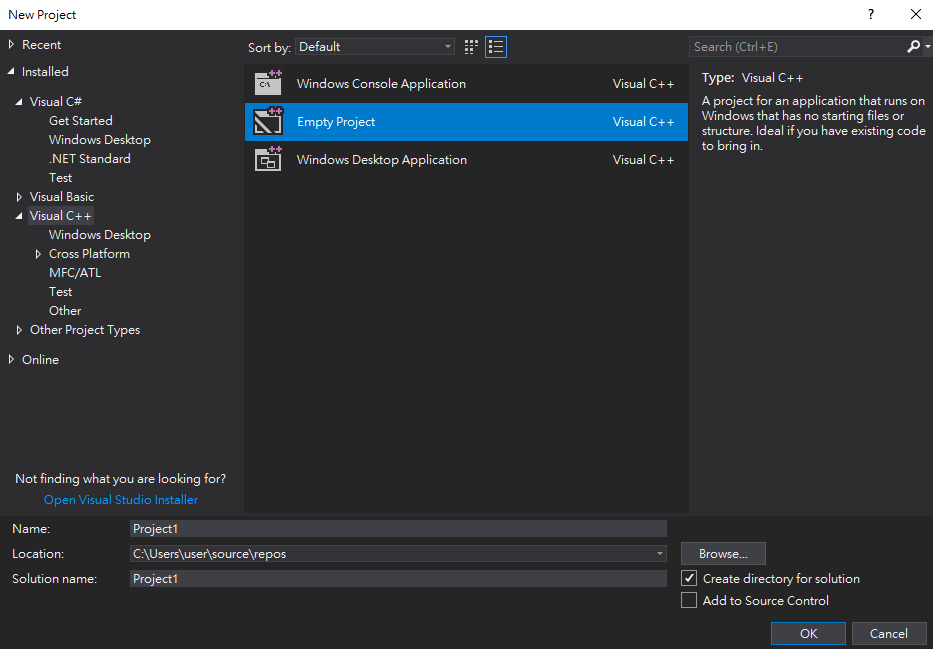 New Project
?
Recent
Installed
Visual C#
Get Started
Windows Desktop
.NET Standard
Test
Visual Basic
Visual C++
Windows Desktop
Cross Platform
MFC/ATL
Test
Other
Other Project Types
Online
Not finding what you are looking for?
Open Visual Studio Installer
Sort by: Default
Windows Console Application Visual C++
Empty Project Visual C++
Windows Desktop Application Visual C++
Search (Ctrl+E)
Type: Visual C++
A project for an application that runs on
Windows that has no starting files or
structure. Ideal if you have existing code
to bring in.
Name: Project1
Location: C:\Users\user\source\repos Browse...
Solution name: Project1
Create directory for solution
Add to Source Control
OK Cancel